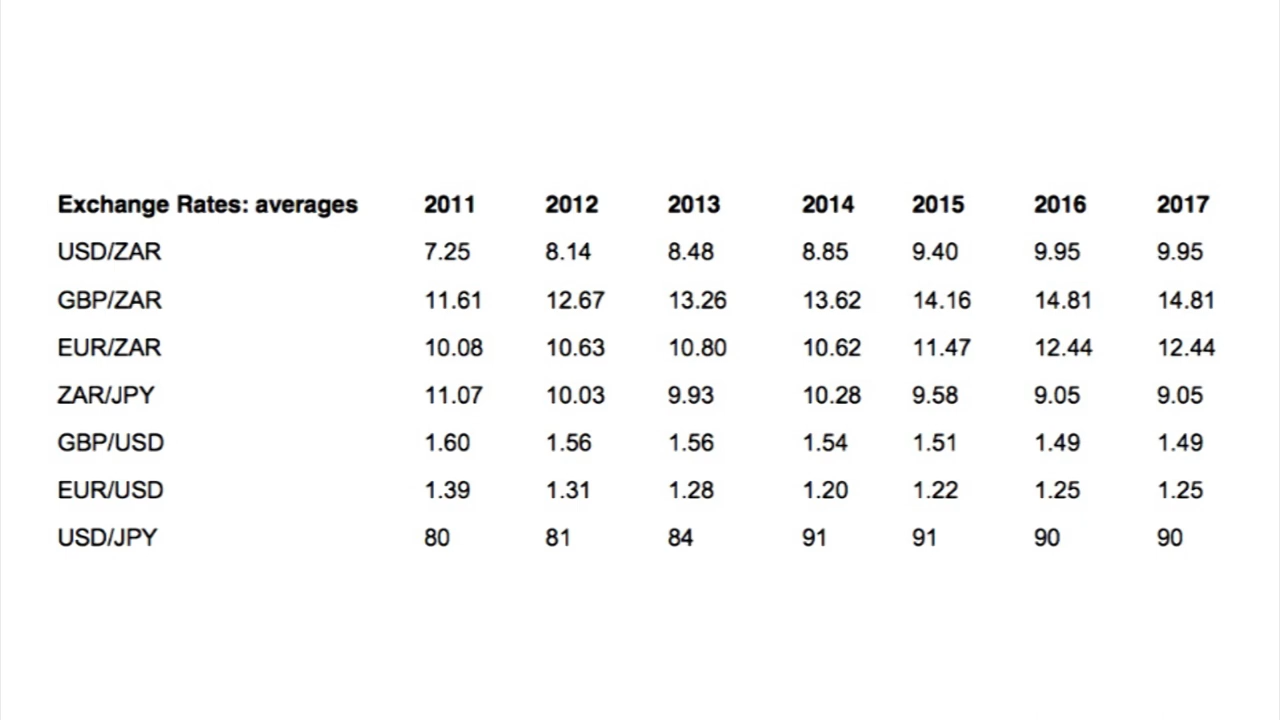 Exchange Rates: averages 2011 2012 2013 2014 2015 2016 2017
USD/ZAR 7.25 8.14 8.48 8.85 9.40 9.95 9.95
GBP/ZAR 11.61 12.67 13.26 13.62 14.16 14.81 14.81
EUR/ZAR 10.08 10.63 10.80 10.62 11.47 12.44 12.44
ZAR/JPY 11.07 10.03 9.93 10.28 9.58 9.05 9.05
GBP/USD 1.60 1.56 1.56 1.54 1.51 1.49 1.49
EUR/USD 1.39 1.31 1.28 1.20 1.22 1.25 1.25
USD/JPY 80 81 84 91 91 90 90